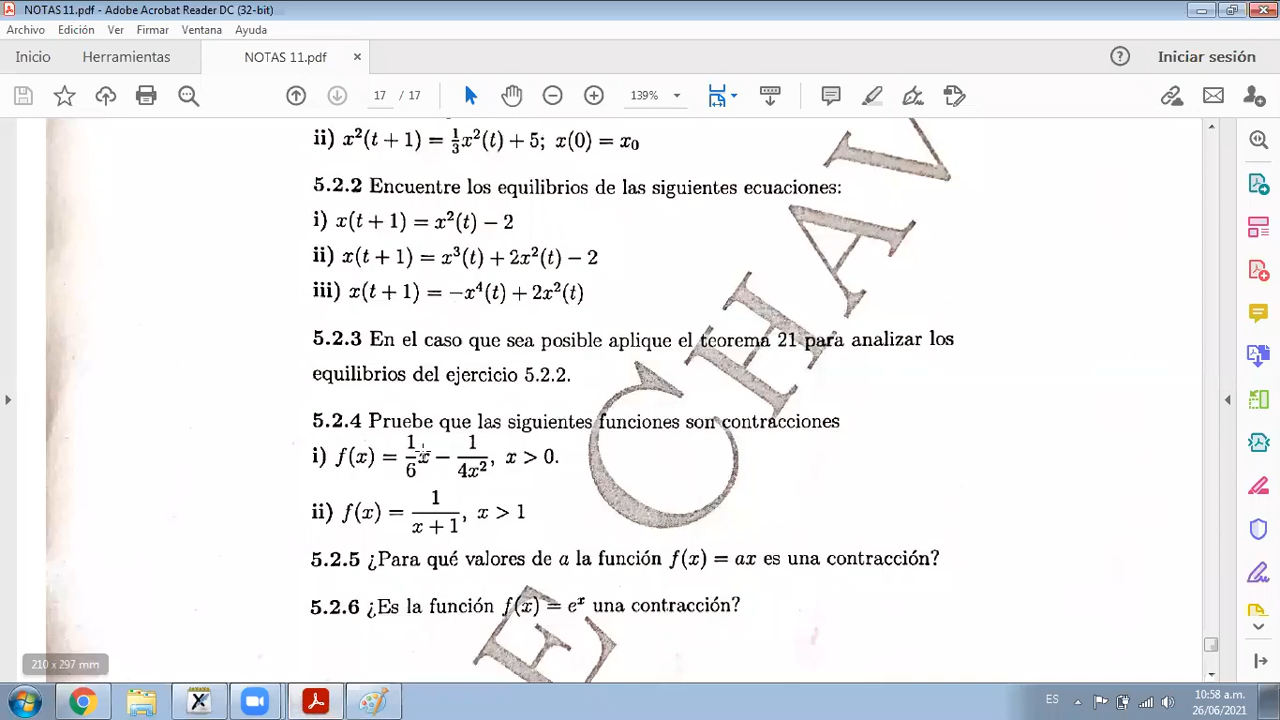 NOTAS 11.pdf - Adobe Acrobat Reader DC (32-bit)
Archivo Edición Ver Firmar Ventana Ayuda
Inicio Herramientas NOTAS 11.pdf × Iniciar sesión
17 / 17 139%
ii) x²(t + 1) = 1/3 x²(t) + 5; x(0) = x₀
5.2.2 Encuentre los equilibrios de las siguientes ecuaciones:
i) x(t + 1) = x²(t) − 2
ii) x(t + 1) = x³(t) + 2x²(t) − 2
iii) x(t + 1) = −x⁴(t) + 2x²(t)
5.2.3 En el caso que sea posible aplique el teorema 21 para analizar los
equilibrios del ejercicio 5.2.2.
5.2.4 Pruebe que las siguientes funciones son contracciones
i) f(x) = 1/6 x − 1/4x², x > 0.
ii) f(x) = 1/x + 1, x > 1
5.2.5 ¿Para qué valores de a la función f(x) = ax es una contracción?
5.2.6 ¿Es la función f(x) = eˣ una contracción?
E CHAV
210 x 297 mm
ES 10:58 a.m.
26/06/2021